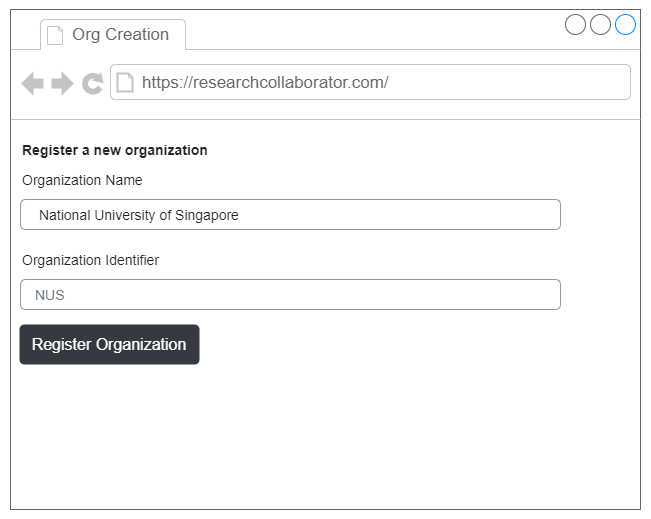 Org Creation
https://researchcollaborator.com/
Register a new organization
Organization Name
National University of Singapore
Organization Identifier
NUS
Register Organization